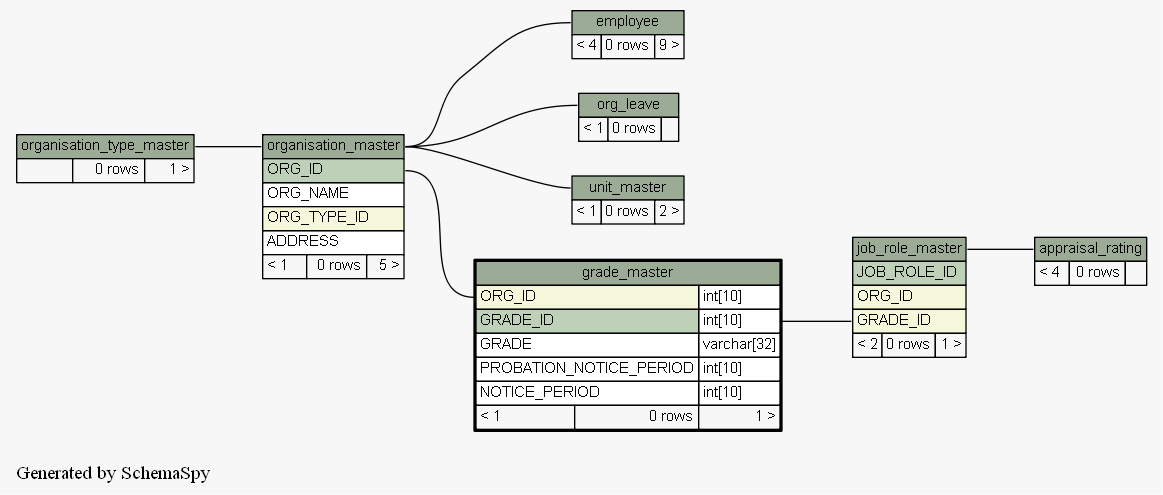 employee
< 4 0 rows 9 >
org_leave
< 1 0 rows
organisation_type_master
0 rows 1 >
organisation_master
ORG_ID
ORG_NAME
ORG_TYPE_ID
ADDRESS
< 1 0 rows 5 >
unit_master
< 1 0 rows 2 >
grade_master
ORG_ID int[10]
GRADE_ID int[10]
GRADE varchar[32]
PROBATION_NOTICE_PERIOD int[10]
NOTICE_PERIOD int[10]
< 1 0 rows 1 >
job_role_master
JOB_ROLE_ID
ORG_ID
GRADE_ID
< 2 0 rows 1 >
appraisal_rating
< 4 0 rows
Generated by SchemaSpy